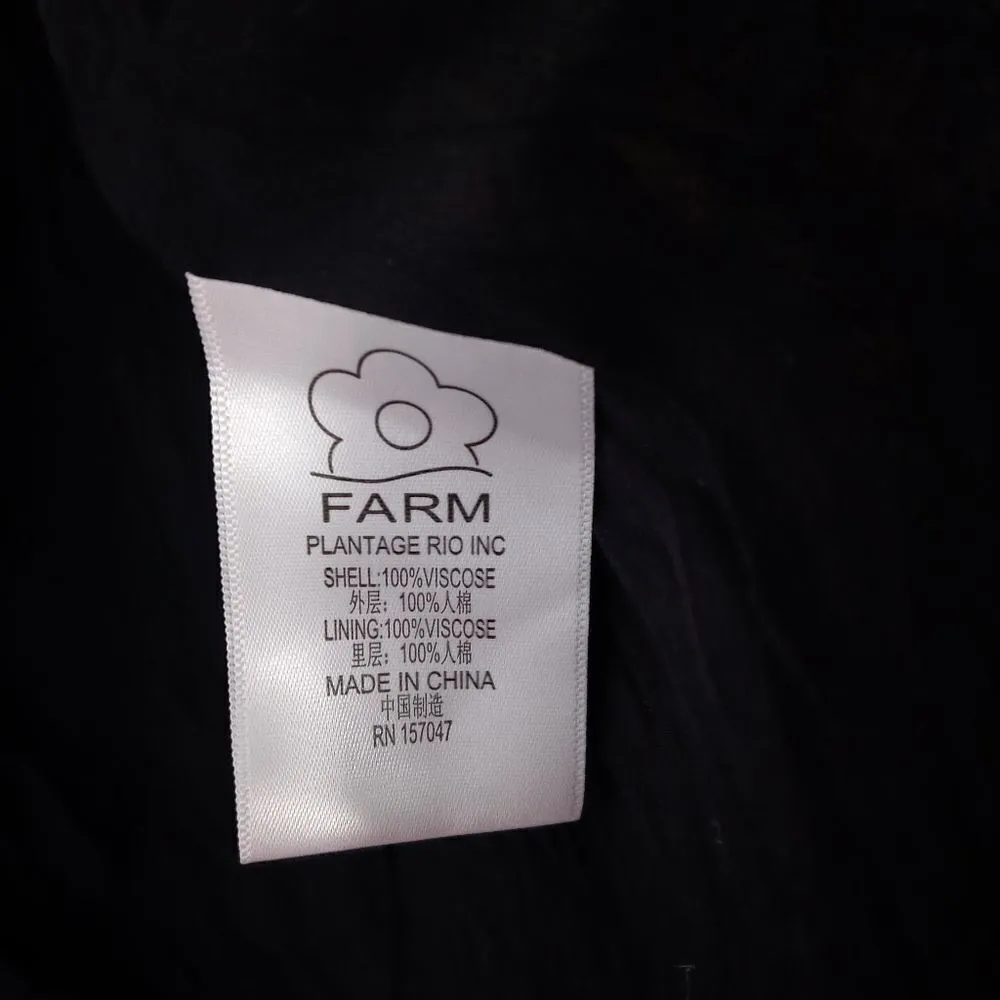 FARM
PLANTAGE RIO INC
SHELL:100%VISCOSE
外层：100%人棉
LINING:100%VISCOSE
里层：100%人棉
MADE IN CHINA
中国制造
RN 157047